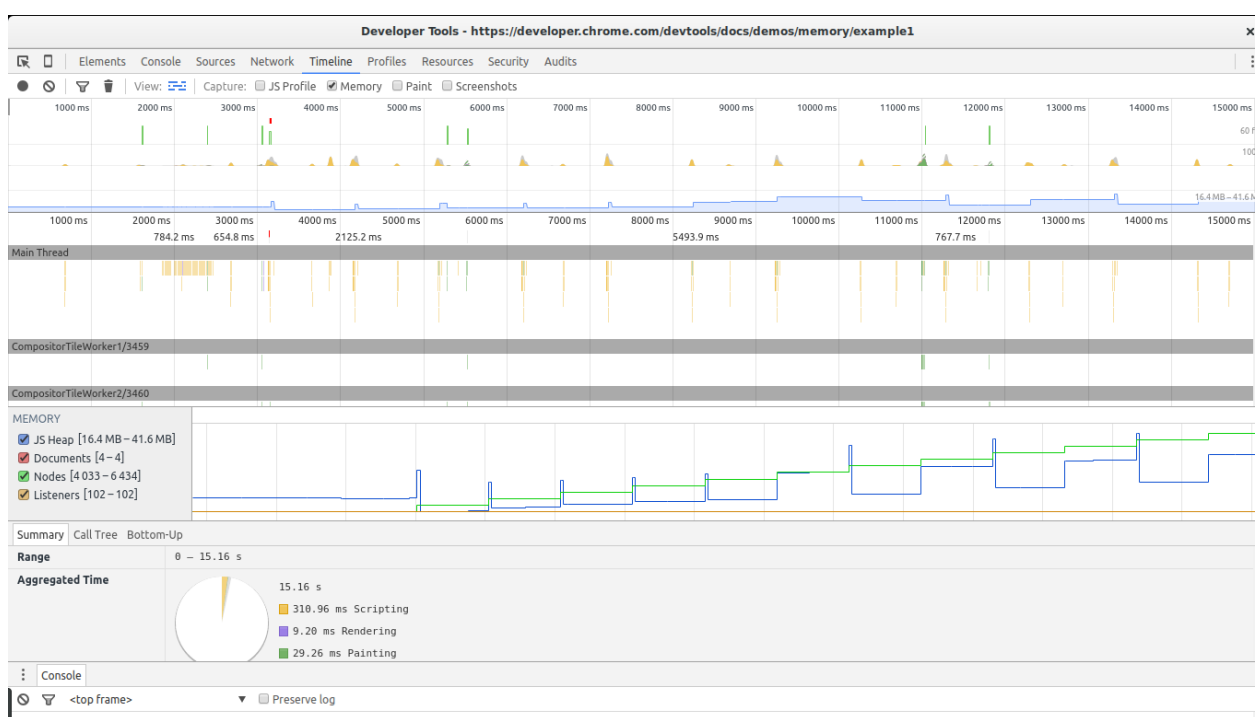 Developer Tools - https://developer.chrome.com/devtools/docs/demos/memory/example1 ×
Elements Console Sources Network Timeline Profiles Resources Security Audits
View: Capture: JS Profile Memory Paint Screenshots
1000 ms 2000 ms 3000 ms 4000 ms 5000 ms 6000 ms 7000 ms 8000 ms 9000 ms 10000 ms 11000 ms 12000 ms 13000 ms 14000 ms 15000 ms
60 f
100
16.4 MB – 41.6 M
1000 ms 2000 ms 3000 ms 4000 ms 5000 ms 6000 ms 7000 ms 8000 ms 9000 ms 10000 ms 11000 ms 12000 ms 13000 ms 14000 ms 15000 ms
784.2 ms 654.8 ms 2125.2 ms 5493.9 ms 767.7 ms
Main Thread
CompositorTileWorker1/3459
CompositorTileWorker2/3460
MEMORY
JS Heap [16.4 MB – 41.6 MB]
Documents [4 – 4]
Nodes [4 033 – 6 434]
Listeners [102 – 102]
Summary Call Tree Bottom-Up
Range 0 – 15.16 s
Aggregated Time
15.16 s
310.96 ms Scripting
9.20 ms Rendering
29.26 ms Painting
Console
<top frame> ▼ Preserve log